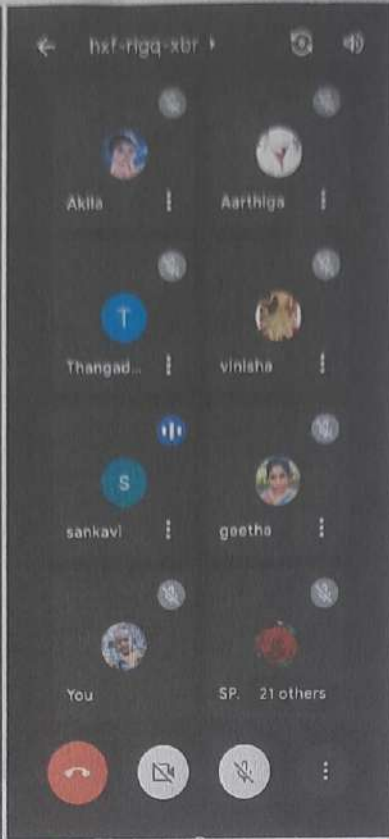 hxf-rigq-xbr
Akila Aarthiga
T
Thangad... vinisha
S
sankavi geetha
You SP. 21 others